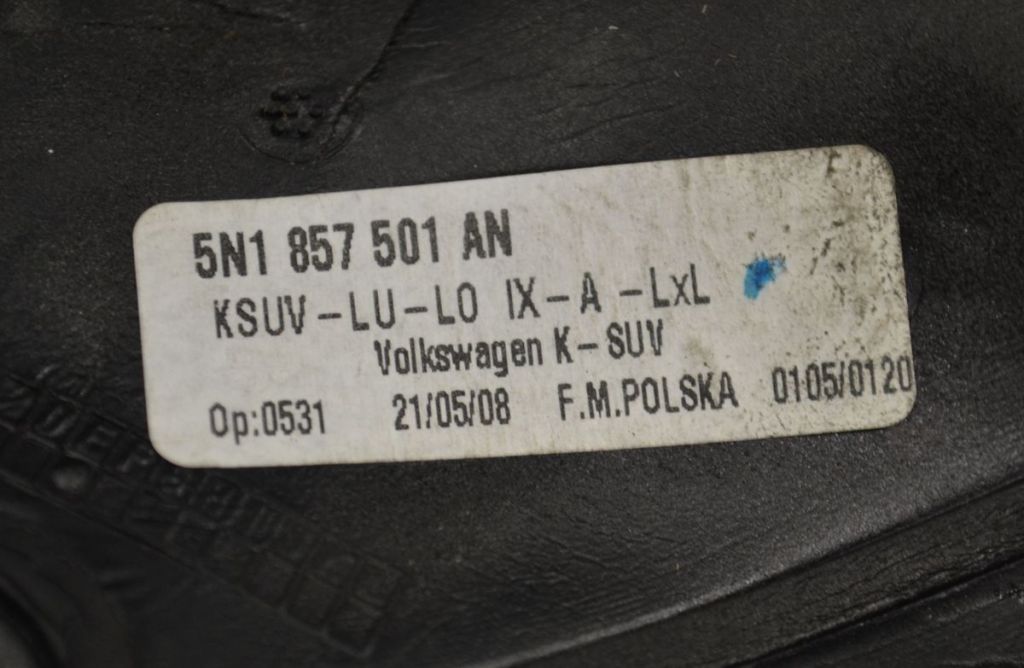 5N1 857 501 AN
KSUV-LU-LO IX-A -LxL
Volkswagen K-SUV
Op:0531 21/05/08 F.M.POLSKA 0105/0120